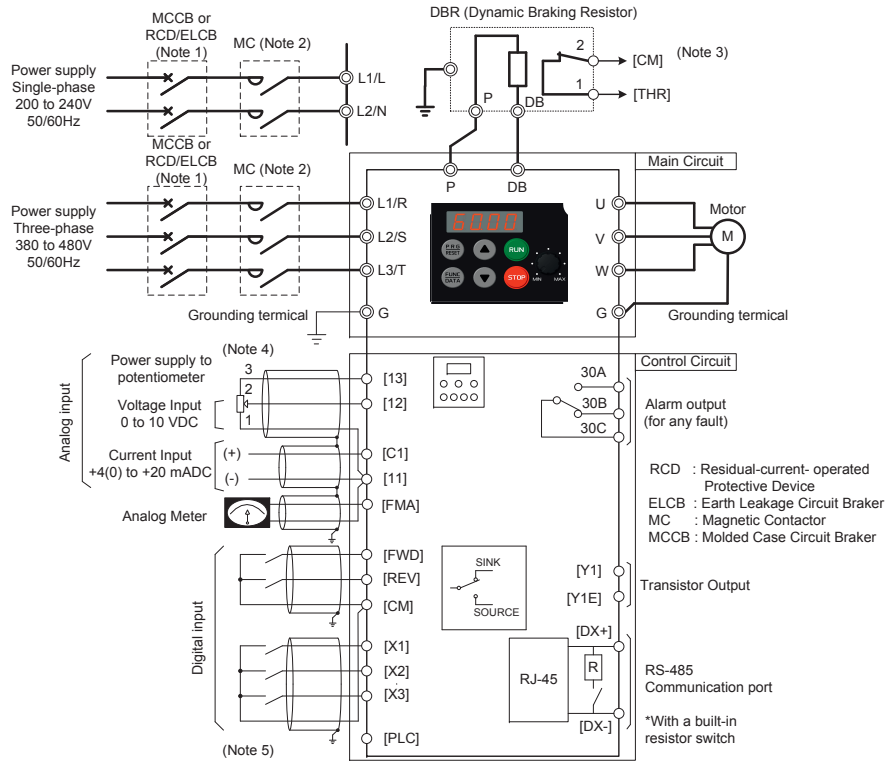 DBR (Dynamic Braking Resistor)
MCCB or
RCD/ELCB
(Note 1)
MC (Note 2)
Power supply
Single-phase
200 to 240V
50/60Hz
L1/L
L2/N
2
[CM]
(Note 3)
1
[THR]
P
DB
MCCB or
RCD/ELCB
(Note 1)
MC (Note 2)
Main Circuit
P
DB
Power supply
Three-phase
380 to 480V
50/60Hz
L1/R
L2/S
L3/T
G
Grounding termical
6000
PRG
RESET
RUN
FUNC
DATA
STOP
MIN
MAX
U
V
W
G
Motor
M
Grounding termical
Control Circuit
Analog input
Power supply to
potentiometer
(Note 4)
3
2
1
Voltage Input
0 to 10 VDC
Current Input
+4(0) to +20 mADC
(+)
(-)
Analog Meter
[13]
[12]
[C1]
[11]
[FMA]
30A
30B
30C
Alarm output
(for any fault)
RCD : Residual-current- operated
Protective Device
ELCB : Earth Leakage Circuit Braker
MC : Magnetic Contactor
MCCB : Molded Case Circuit Braker
Digital input
[FWD]
[REV]
[CM]
[X1]
[X2]
[X3]
[PLC]
(Note 5)
SINK
SOURCE
[Y1]
[Y1E]
Transistor Output
[DX+]
RJ-45
R
[DX-]
RS-485
Communication port
*With a built-in
resistor switch